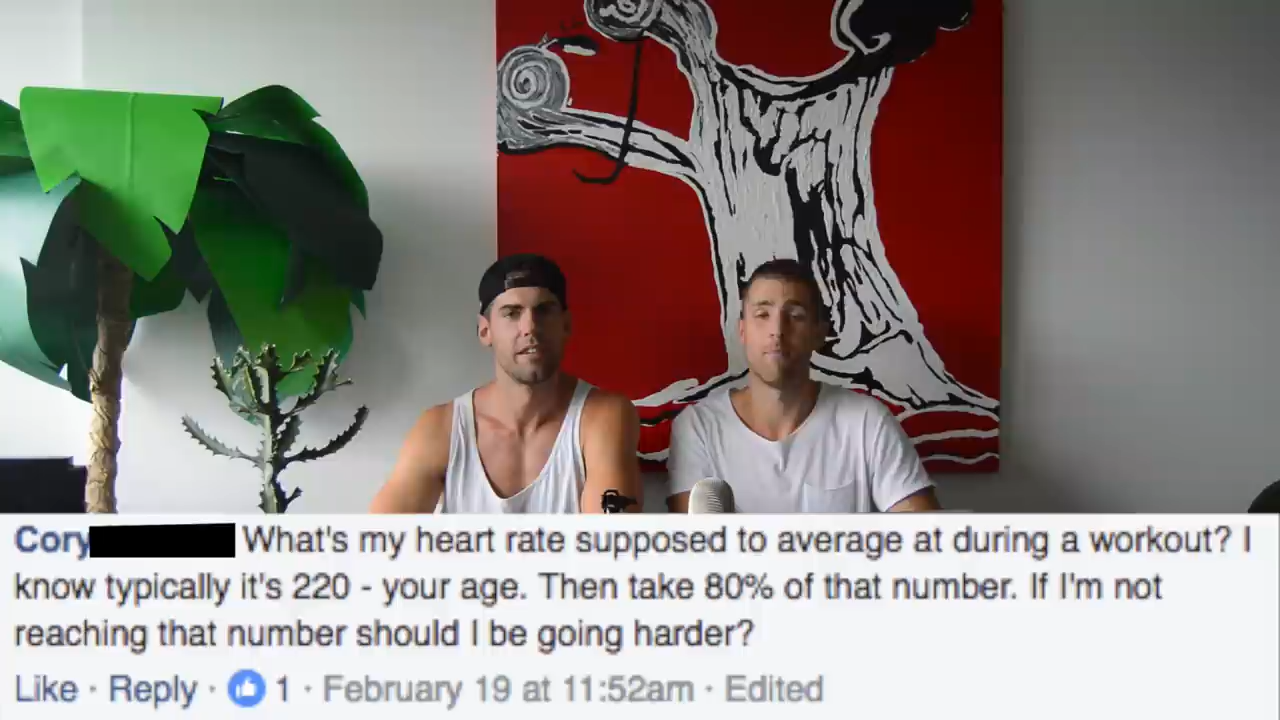 Cory What's my heart rate supposed to average at during a workout? I
know typically it's 220 - your age. Then take 80% of that number. If I'm not
reaching that number should I be going harder?
Like · Reply · 1 · February 19 at 11:52am · Edited